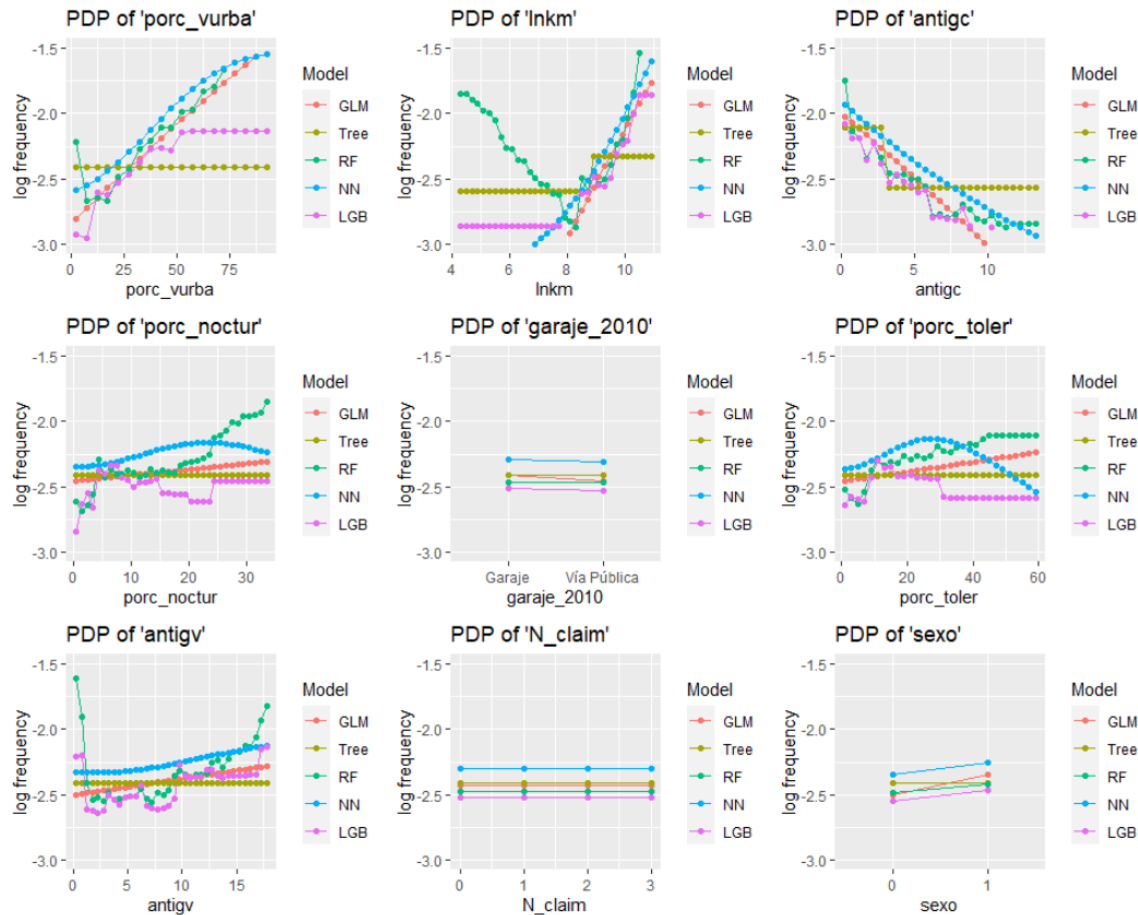 PDP of 'porc_vurba'
-1.5
-2.0
-2.5
-3.0
log frequency
0 25 50 75
porc_vurba
Model
GLM
Tree
RF
NN
LGB
PDP of 'lnkm'
-1.5
-2.0
-2.5
-3.0
log frequency
4 6 8 10
lnkm
Model
GLM
Tree
RF
NN
LGB
PDP of 'antigc'
-1.5
-2.0
-2.5
-3.0
log frequency
0 5 10
antigc
Model
GLM
Tree
RF
NN
LGB
PDP of 'porc_noctur'
-1.5
-2.0
-2.5
-3.0
log frequency
0 10 20 30
porc_noctur
Model
GLM
Tree
RF
NN
LGB
PDP of 'garaje_2010'
-1.5
-2.0
-2.5
-3.0
log frequency
Garaje Vía Pública
garaje_2010
Model
GLM
Tree
RF
NN
LGB
PDP of 'porc_toler'
-1.5
-2.0
-2.5
-3.0
log frequency
0 20 40 60
porc_toler
Model
GLM
Tree
RF
NN
LGB
PDP of 'antigv'
-1.5
-2.0
-2.5
-3.0
log frequency
0 5 10 15
antigv
Model
GLM
Tree
RF
NN
LGB
PDP of 'N_claim'
-1.5
-2.0
-2.5
-3.0
log frequency
0 1 2 3
N_claim
Model
GLM
Tree
RF
NN
LGB
PDP of 'sexo'
-1.5
-2.0
-2.5
-3.0
log frequency
0 1
sexo
Model
GLM
Tree
RF
NN
LGB